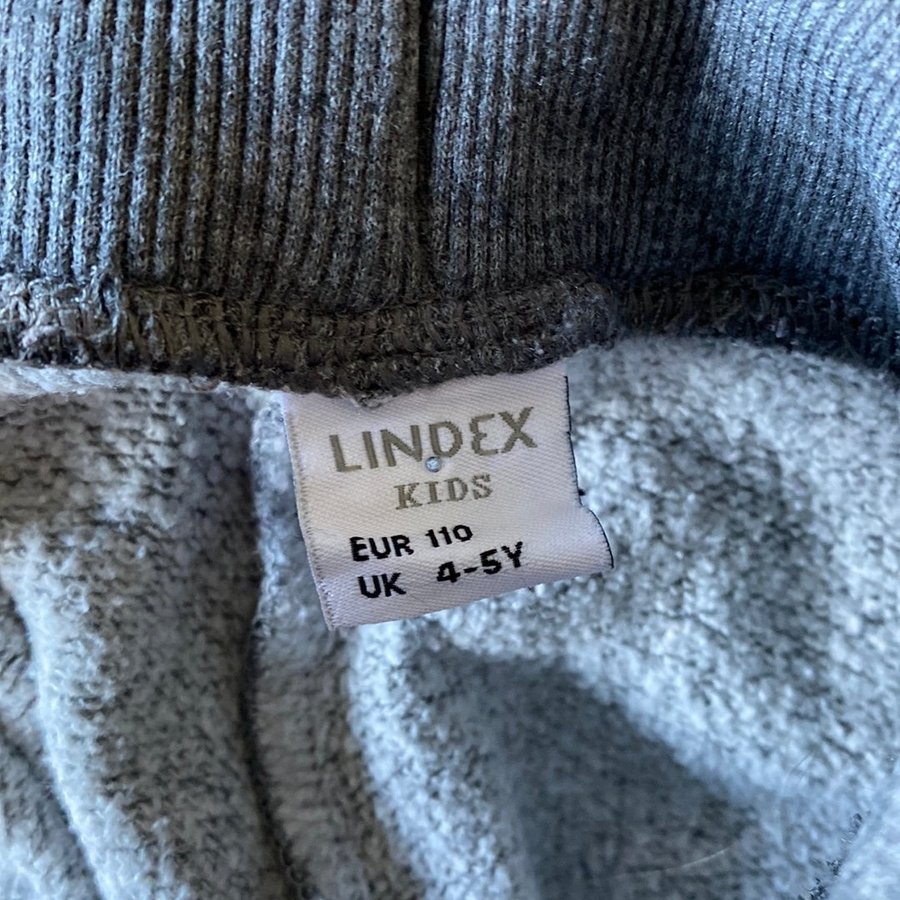 LINDEX
KIDS
EUR 110
UK 4-5Y